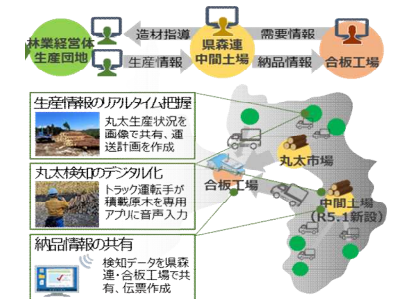 林業経営体
生産団地
造材指導
生産情報
県森連
中間土場
需要情報
納品情報
合板工場
生産情報のリアルタイム把握
丸太生産状況を
画像で共有、運
送計画を作成
丸太検知のデジタル化
トラック運転手が
積載原木を専用
アプリに音声入力
納品情報の共有
検知データを県森
連・合板工場で共
有、伝票作成
丸太市場
合板工場
中間土場
(R5.1新設)